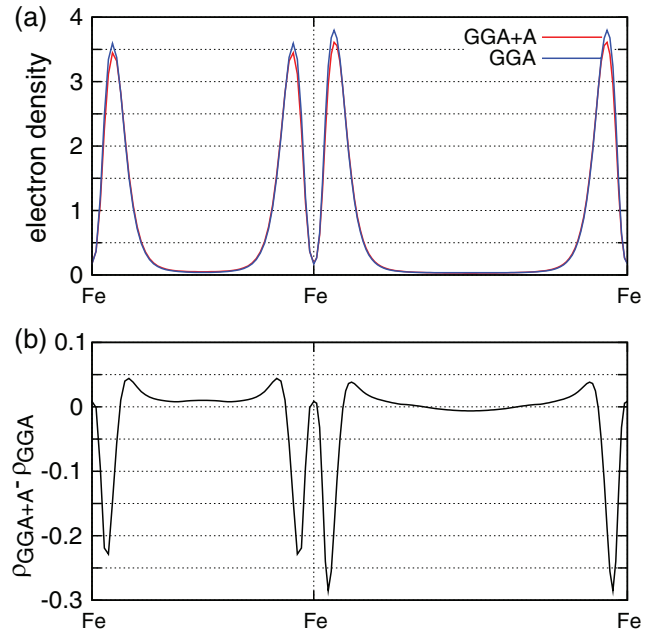 (a)
electron density
4
3
2
1
0
GGA+A
GGA
Fe
Fe
Fe
(b)
ρGGA+A- ρGGA
0.1
0
-0.1
-0.2
-0.3
Fe
Fe
Fe